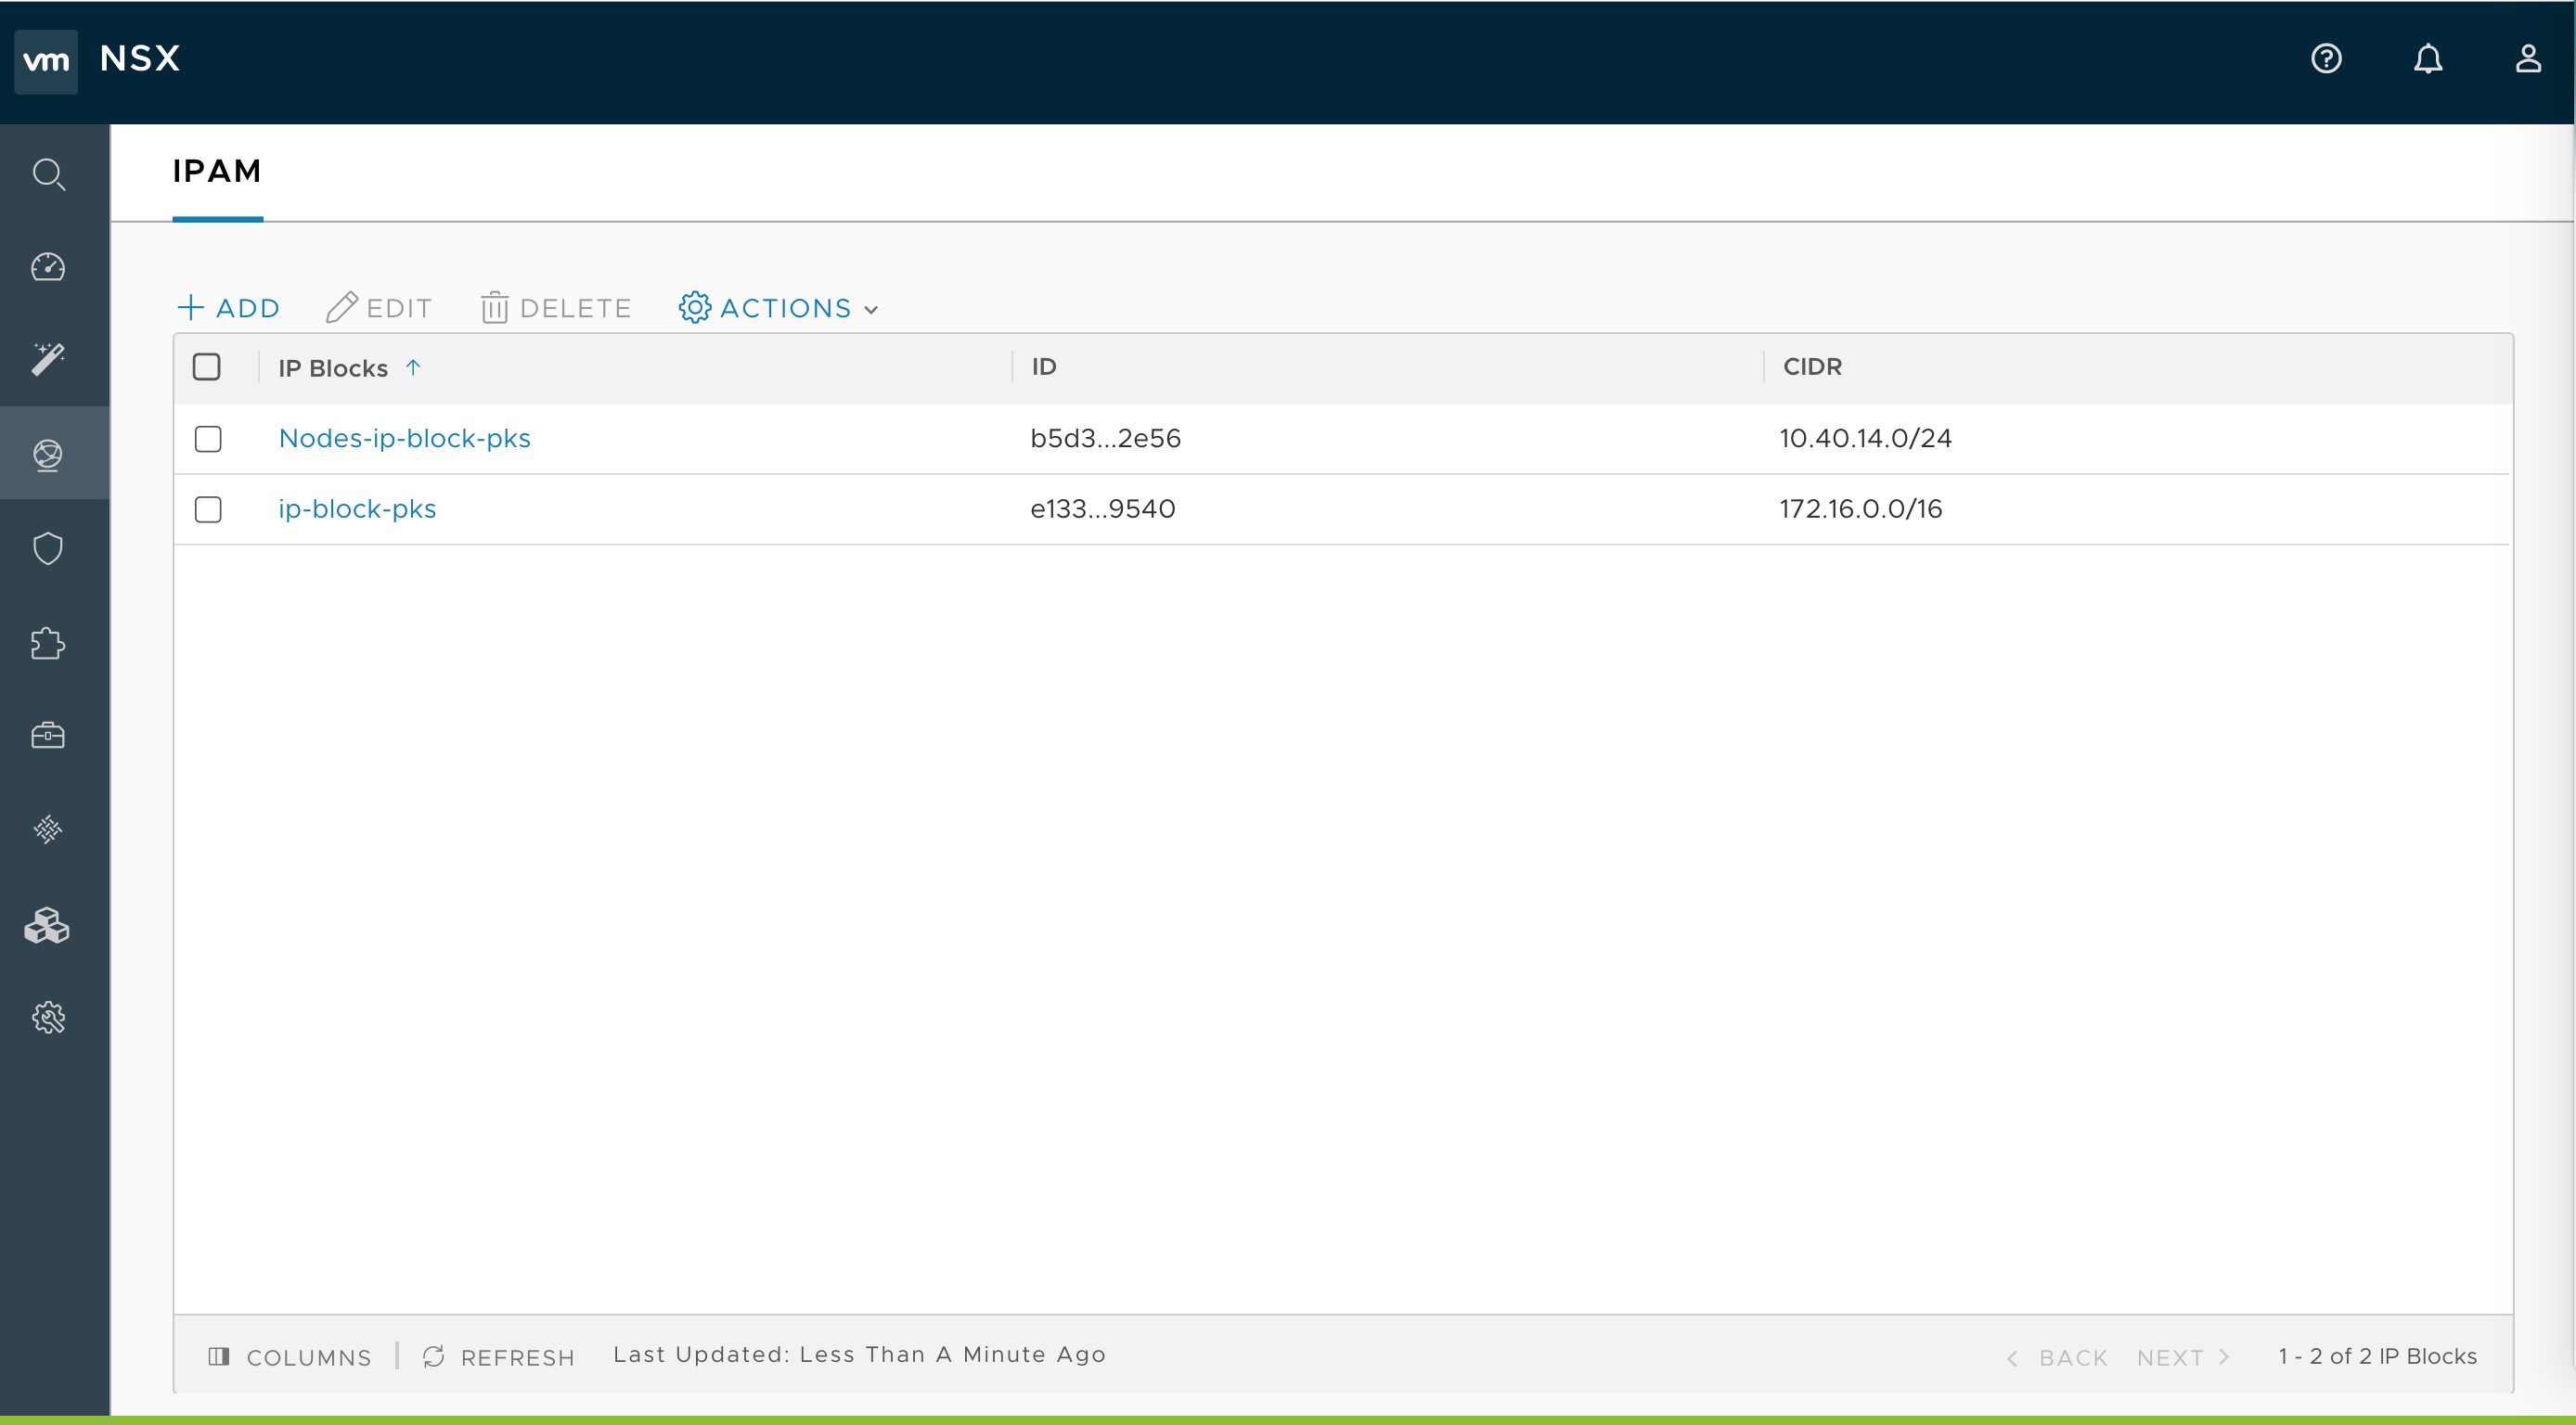 vm NSX
IPAM
ADD EDIT DELETE ACTIONS
IP Blocks ID CIDR
Nodes-ip-block-pks b5d3...2e56 10.40.14.0/24
ip-block-pks e133...9540 172.16.0.0/16
COLUMNS REFRESH Last Updated: Less Than A Minute Ago BACK NEXT 1 - 2 of 2 IP Blocks